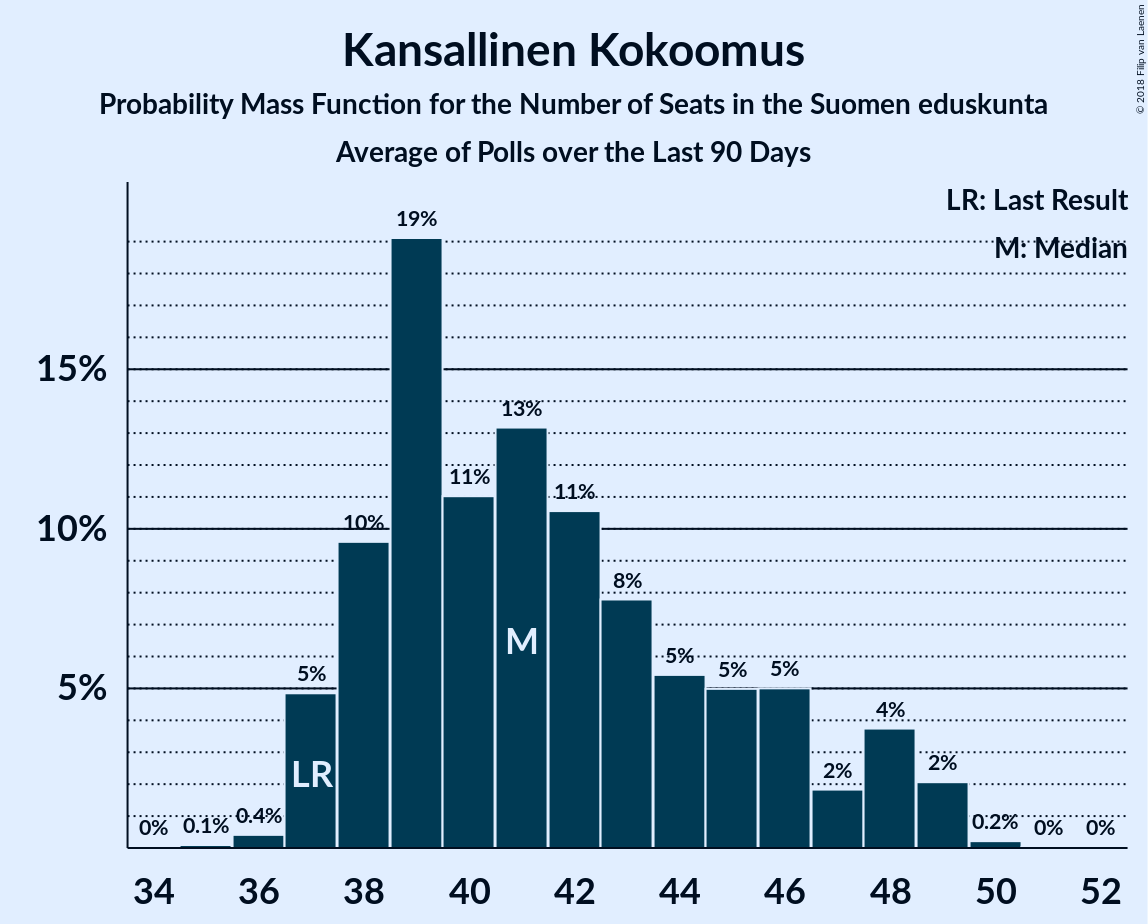 Kansallinen Kokoomus
Probability Mass Function for the Number of Seats in the Suomen eduskunta
Average of Polls over the Last 90 Days
© 2018 Filip van Laenen
LR: Last Result
M: Median
15%
10%
5%
0%
0.1%
0.4%
5%
10%
19%
11%
13%
11%
8%
5%
5%
5%
2%
4%
2%
0.2%
0%
0%
LR
M
34 36 38 40 42 44 46 48 50 52